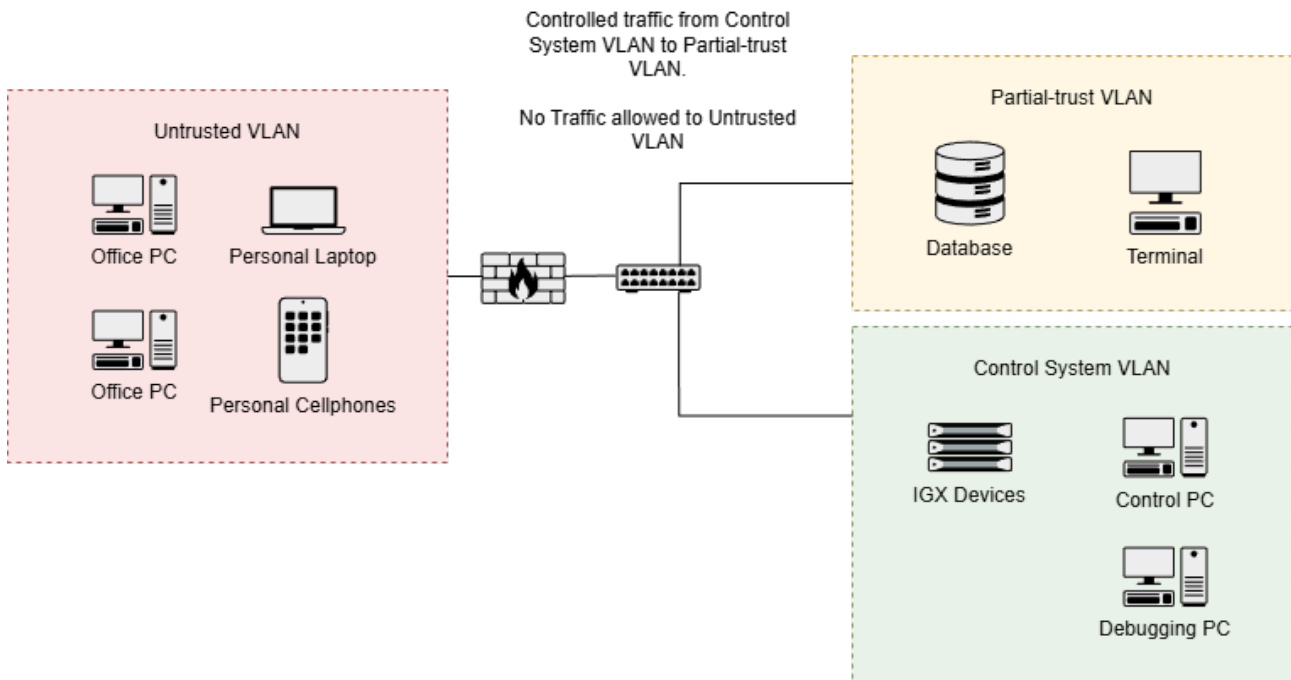 Controlled traffic from Control
System VLAN to Partial-trust
VLAN.
No Traffic allowed to Untrusted
VLAN
Untrusted VLAN
Office PC
Personal Laptop
Office PC
Personal Cellphones
Partial-trust VLAN
Database
Terminal
Control System VLAN
IGX Devices
Control PC
Debugging PC